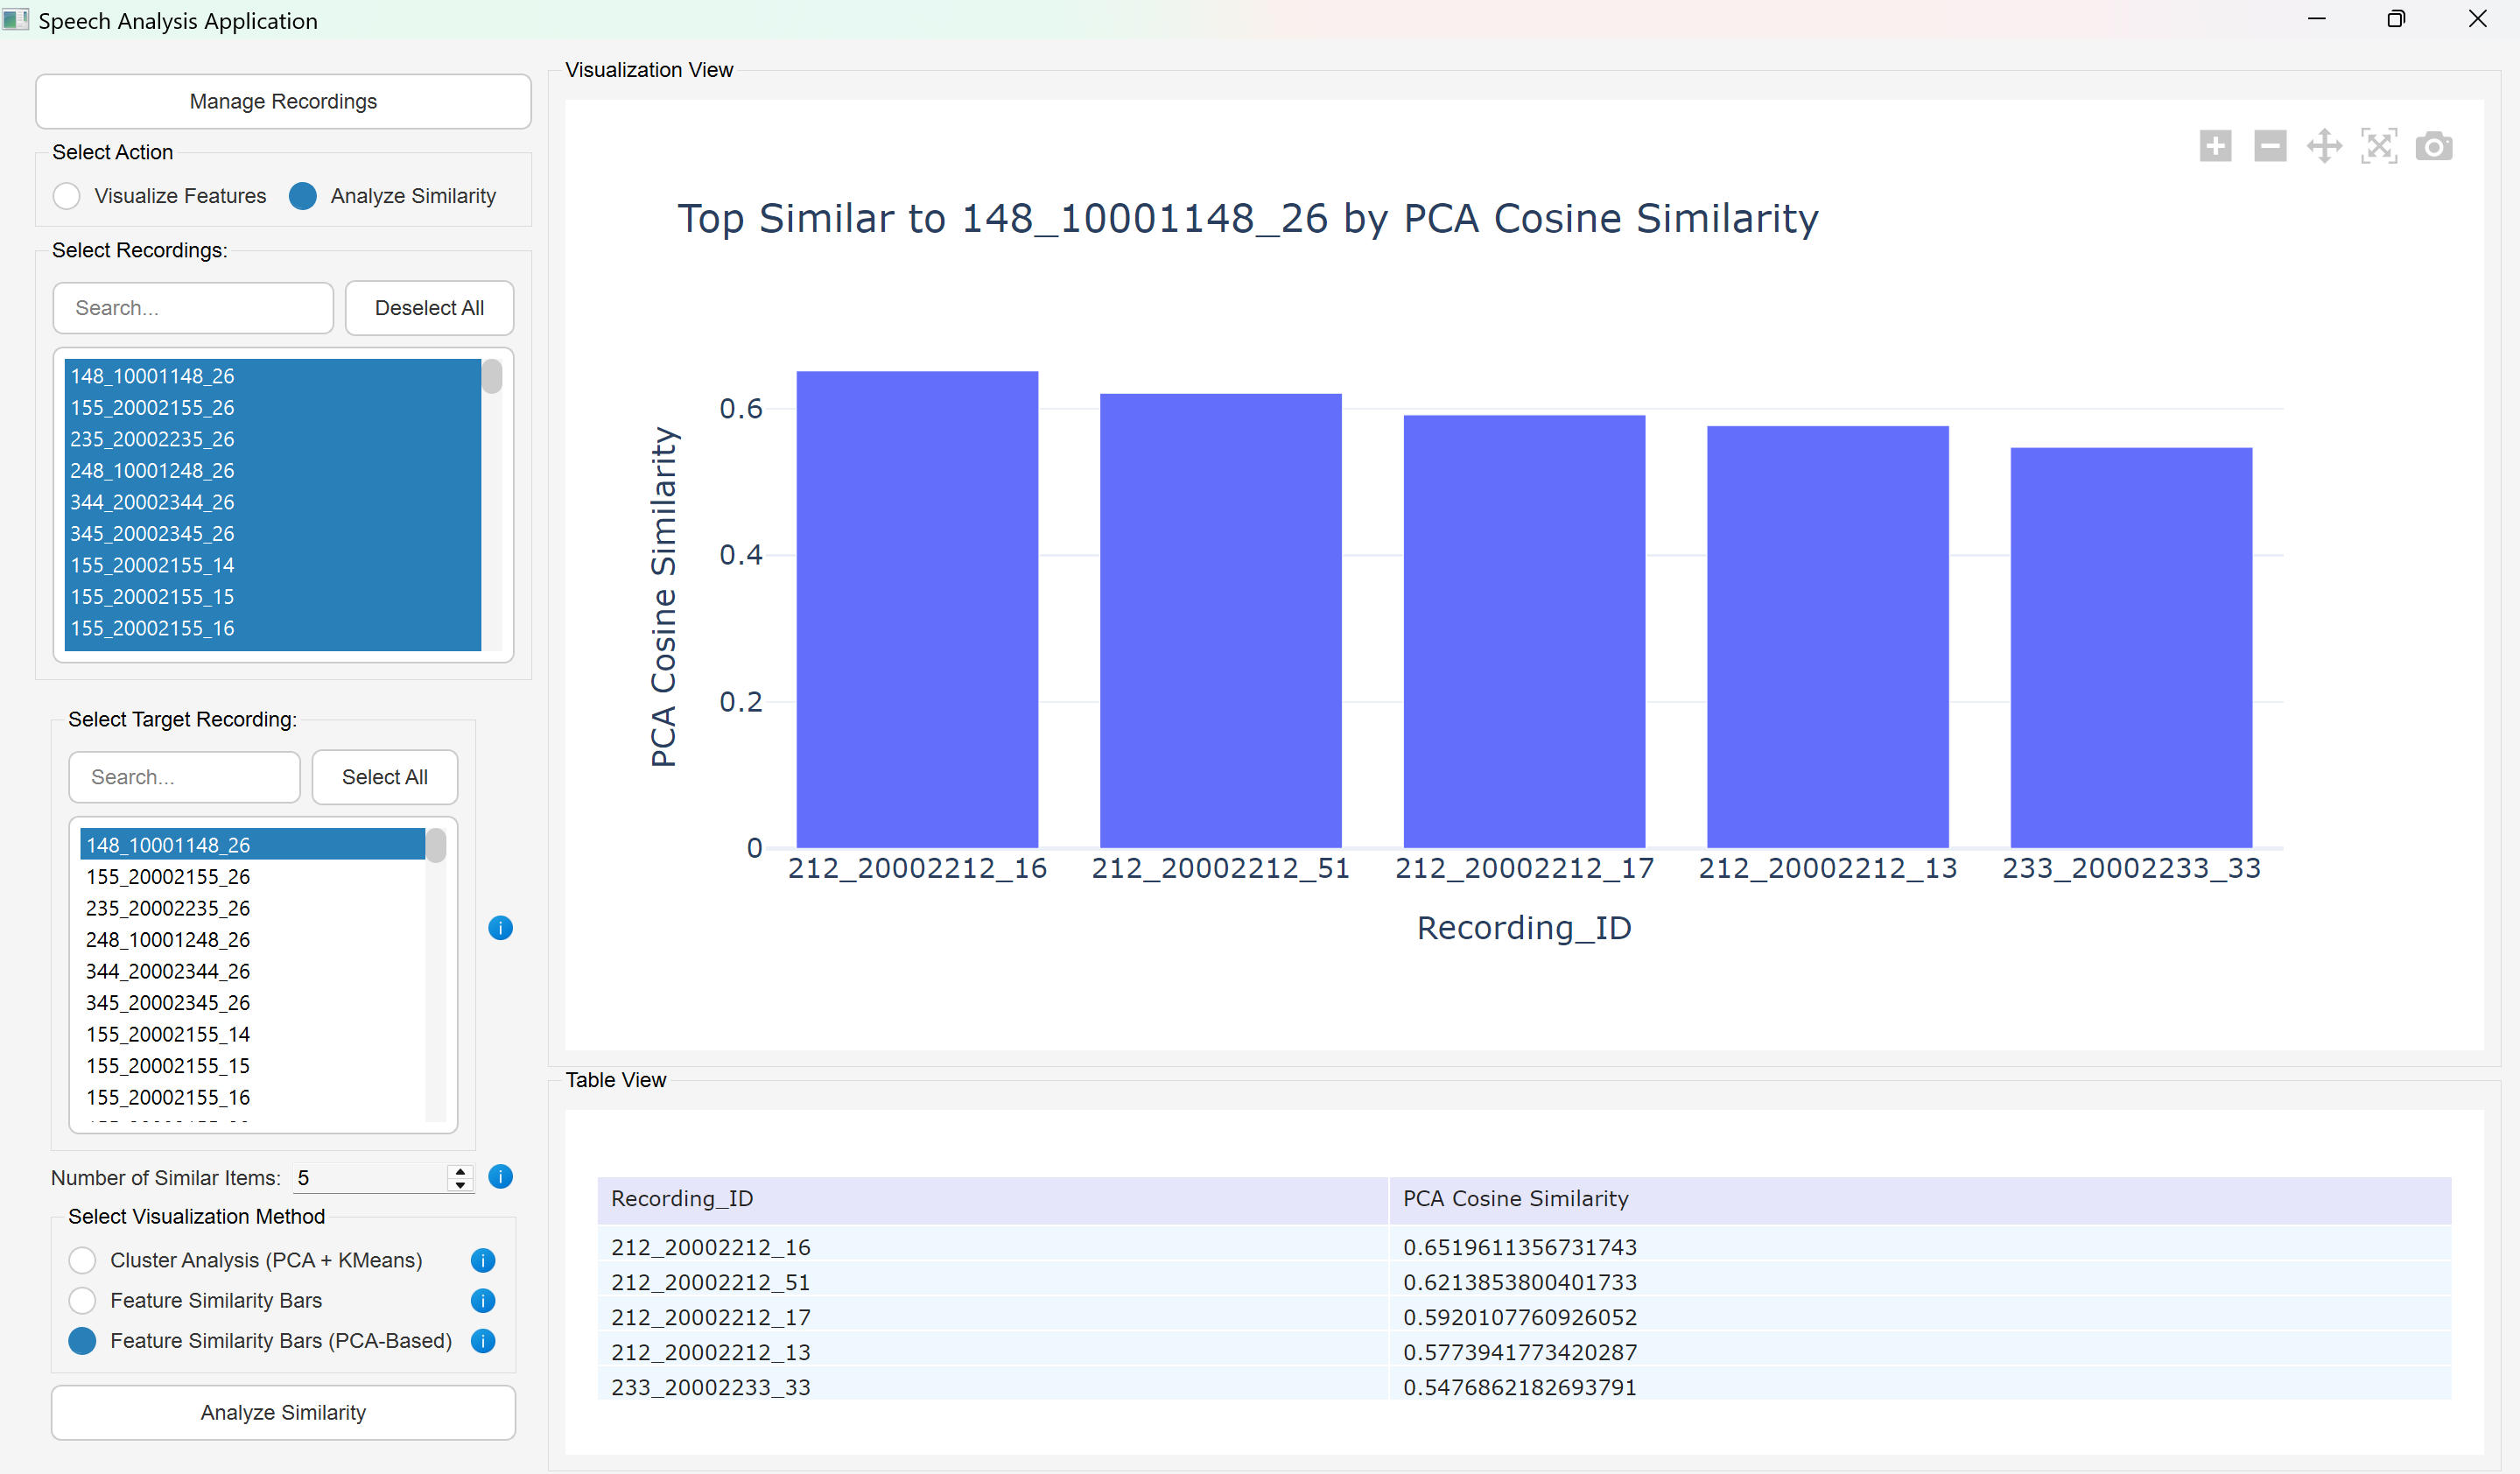 Speech Analysis Application
Manage Recordings
Select Action
Visualize Features
Analyze Similarity
Select Recordings:
Search...
Deselect All
148_10001148_26
155_20002155_26
235_20002235_26
248_10001248_26
344_20002344_26
345_20002345_26
155_20002155_14
155_20002155_15
155_20002155_16
Select Target Recording:
Search...
Select All
148_10001148_26
155_20002155_26
235_20002235_26
248_10001248_26
344_20002344_26
345_20002345_26
155_20002155_14
155_20002155_15
155_20002155_16
Number of Similar Items: 5
Select Visualization Method
Cluster Analysis (PCA + KMeans)
Feature Similarity Bars
Feature Similarity Bars (PCA-Based)
Analyze Similarity
Visualization View
Top Similar to 148_10001148_26 by PCA Cosine Similarity
PCA Cosine Similarity
0.6
0.4
0.2
0
212_20002212_16 212_20002212_51 212_20002212_17 212_20002212_13 233_20002233_33
Recording_ID
Table View
Recording_ID PCA Cosine Similarity
212_20002212_16 0.6519611356731743
212_20002212_51 0.6213853800401733
212_20002212_17 0.5920107760926052
212_20002212_13 0.5773941773420287
233_20002233_33 0.5476862182693791